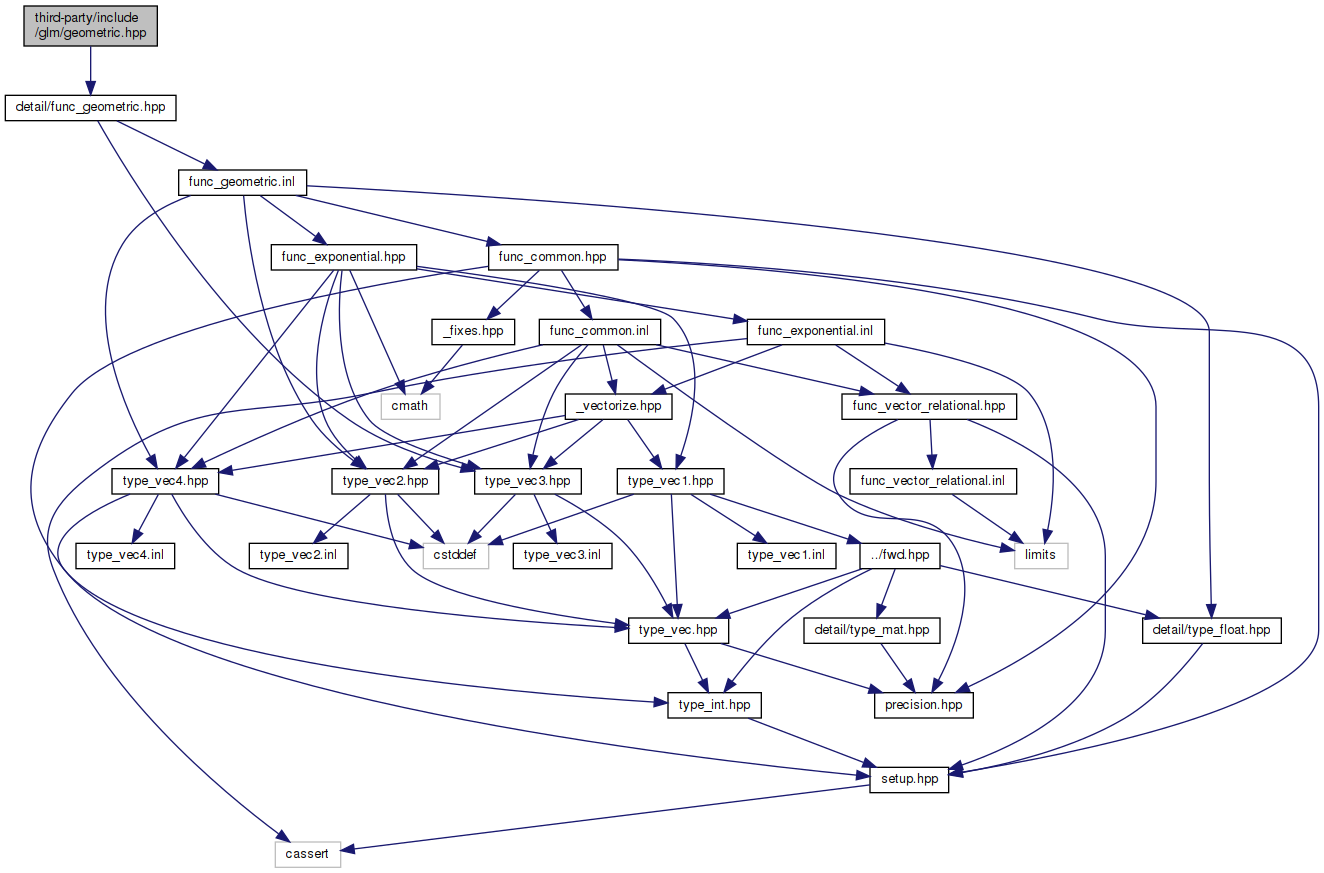 third-party/include
/glm/geometric.hpp
detail/func_geometric.hpp
func_geometric.inl
func_exponential.hpp
func_common.hpp
_fixes.hpp
func_common.inl
func_exponential.inl
cmath
_vectorize.hpp
func_vector_relational.hpp
type_vec4.hpp
type_vec2.hpp
type_vec3.hpp
type_vec1.hpp
func_vector_relational.inl
type_vec4.inl
type_vec2.inl
cstddef
type_vec3.inl
type_vec1.inl
../fwd.hpp
limits
type_vec.hpp
detail/type_mat.hpp
detail/type_float.hpp
type_int.hpp
precision.hpp
setup.hpp
cassert